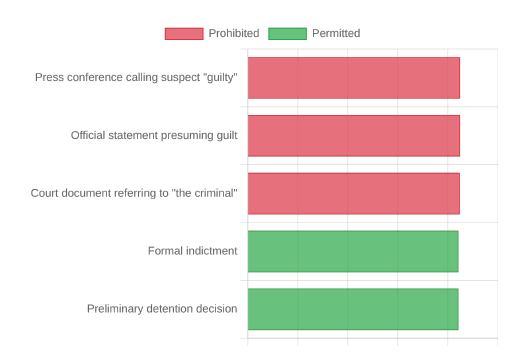 Prohibited Permitted
Press conference calling suspect "guilty"
Official statement presuming guilt
Court document referring to "the criminal"
Formal indictment
Preliminary detention decision